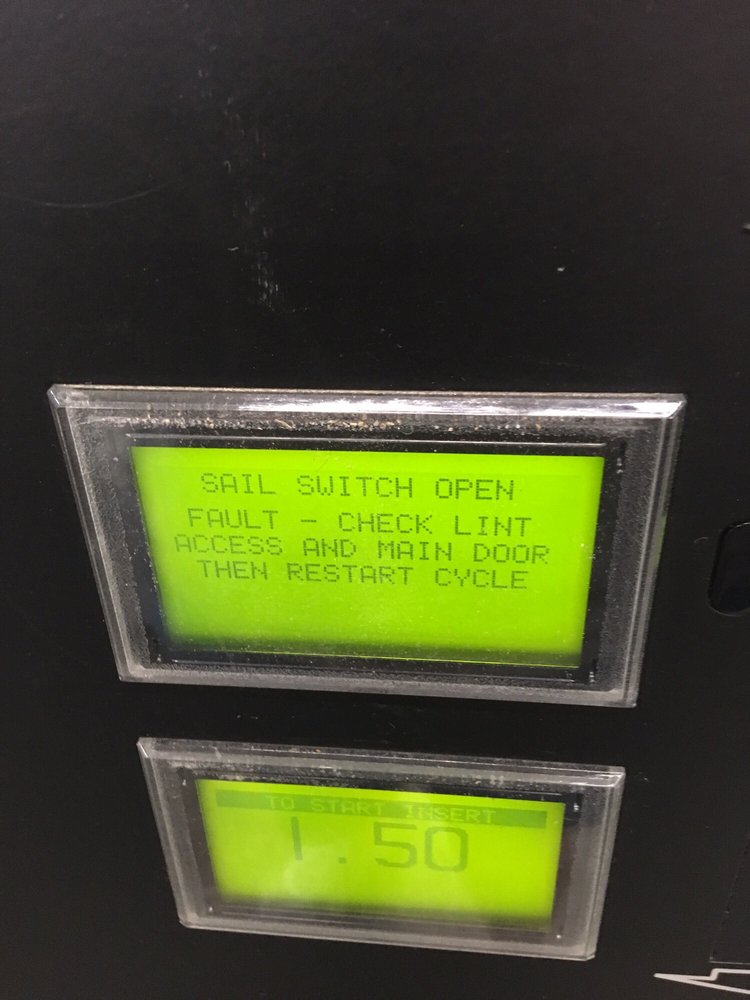 SAIL SWITCH OPEN
FAULT - CHECK LINT
ACCESS AND MAIN DOOR
THEN RESTART CYCLE
TO START INSERT
1.50